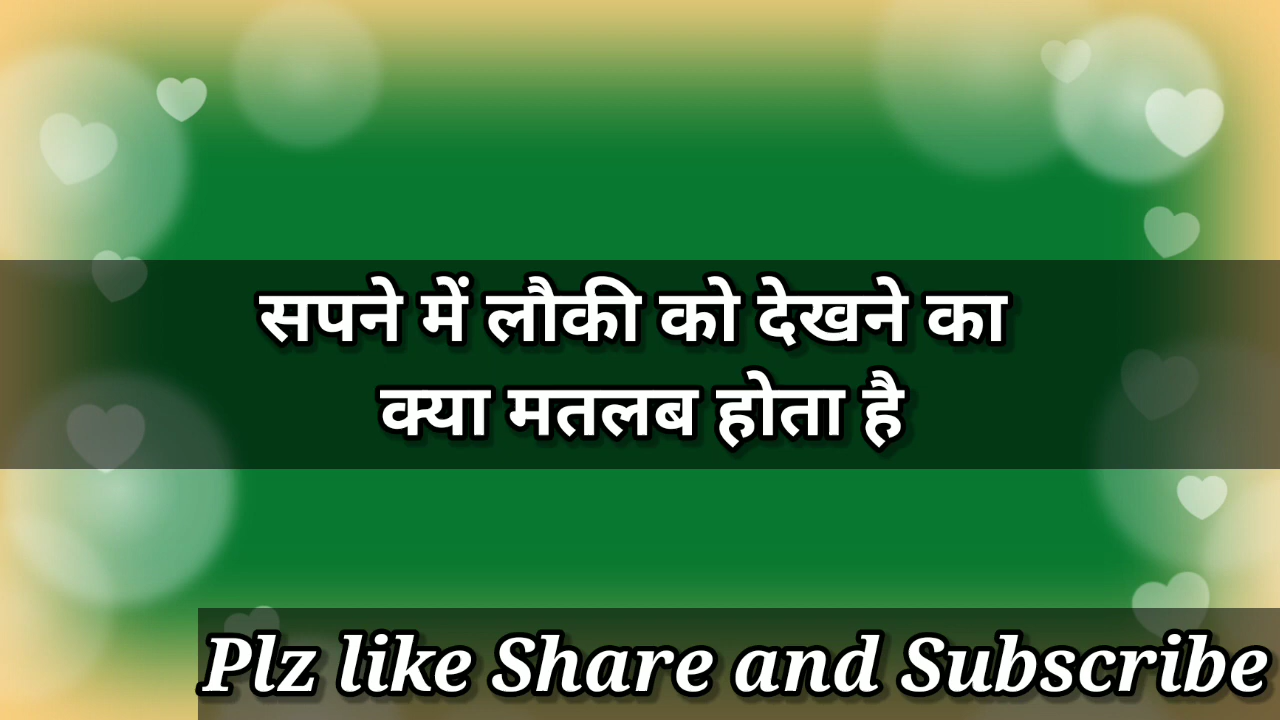 सपने में लौकी को देखने का
क्या मतलब होता है
Plz like Share and Subscribe